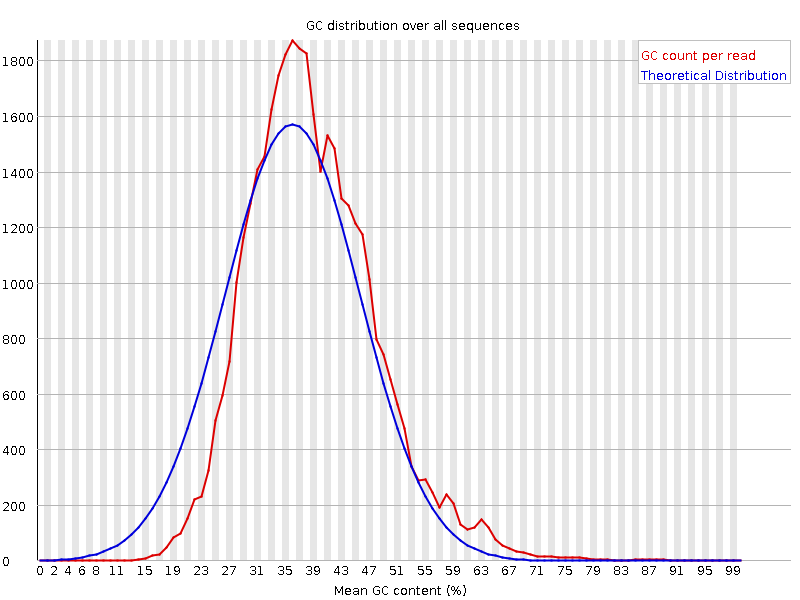 GC distribution over all sequences
GC count per read
Theoretical Distribution
1800
1600
1400
1200
1000
800
600
400
200
0
0 2 4 6 8 11 15 19 23 27 31 35 39 43 47 51 55 59 63 67 71 75 79 83 87 91 95 99
Mean GC content (%)